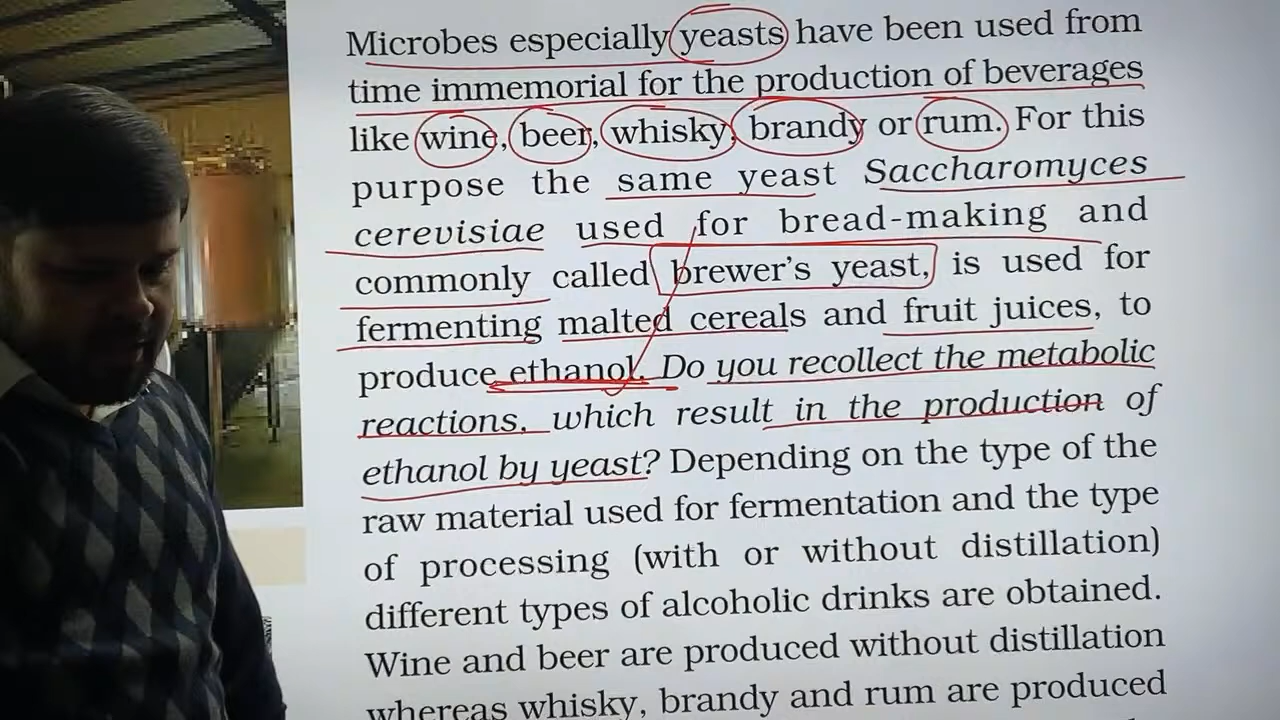 Microbes especially yeasts have been used from
time immemorial for the production of beverages
like wine, beer, whisky, brandy or rum. For this
purpose the same yeast Saccharomyces
cerevisiae used for bread-making and
commonly called brewer's yeast, is used for
fermenting malted cereals and fruit juices, to
produce ethanol. Do you recollect the metabolic
reactions, which result in the production of
ethanol by yeast? Depending on the type of the
raw material used for fermentation and the type
of processing (with or without distillation)
different types of alcoholic drinks are obtained.
Wine and beer are produced without distillation
whereas whisky, brandy and rum are produced